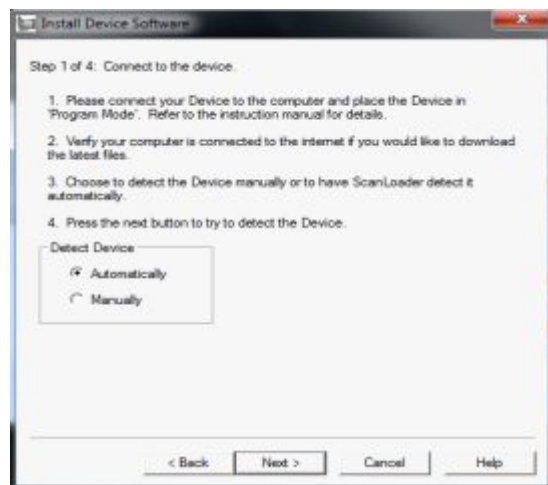 Install Device Software
Step 1 of 4: Connect to the device.
1. Please connect your Device to the computer and place the Device in
'Program Mode'. Refer to the instruction manual for details.
2. Verify your computer is connected to the internet if you would like to download
the latest files.
3. Choose to detect the Device manually or to have ScanLoader detect it
automatically.
4. Press the next button to try to detect the Device.
Detect Device
Automatically
Manually
< Back Next > Cancel Help